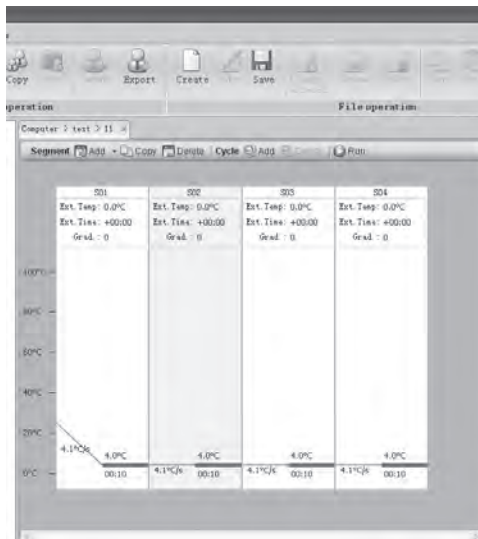 Copy Export Create Save
File operation
Computer > test > 11 ×
Segment Add Copy Delete Cycle Add Run
S01 S02 S03 S04
Ext. Temp: 0.0°C Ext. Temp: 0.0°C Ext. Temp: 0.0°C Ext. Temp: 0.0°C
Ext. Time: +00:00 Ext. Time: +00:00 Ext. Time: +00:00 Ext. Time: +00:00
Grad.: 0 Grad.: 0 Grad.: 0 Grad.: 0
100°C
80°C
60°C
40°C
20°C
4.1°C/s 4.0°C 4.0°C 4.0°C 4.0°C
0°C 00:10 4.1°C/s 00:10 4.1°C/s 00:10 4.1°C/s 00:10